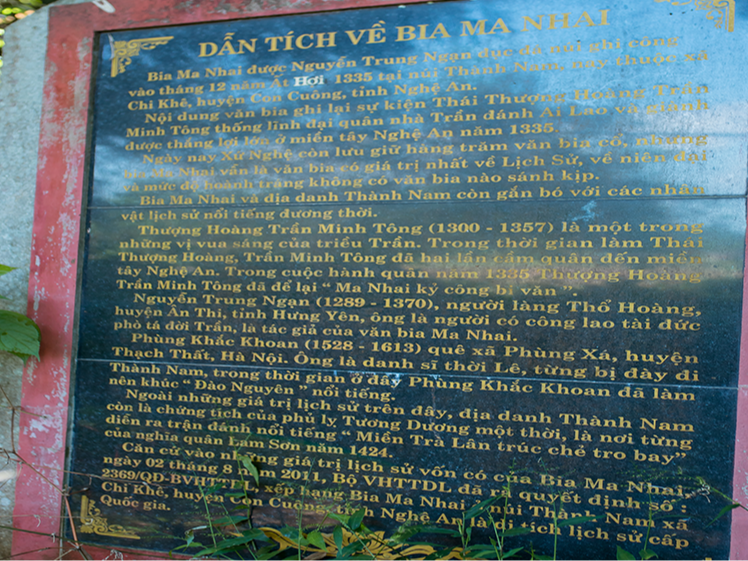 DẪN TÍCH VỀ BIA MA NHAI
Bia Ma Nhai được Nguyễn Trung Ngạn đục đá núi ghi công
vào tháng 12 năm Ất Hợi 1335 tại núi Thành Nam, nay thuộc xã
Chi Khê, huyện Con Cuông, tỉnh Nghệ An.
Nội dung văn bia ghi lại sự kiện Thái Thượng Hoàng Trần
Minh Tông thống lĩnh đại quân nhà Trần đánh Ai Lao và giành
được thắng lợi lớn ở miền tây Nghệ An năm 1335.
Ngày nay Xứ Nghệ còn lưu giữ hàng trăm văn bia cổ, nhưng
bia Ma Nhai vẫn là văn bia có giá trị nhất về Lịch Sử, về niên đại
và mức độ hoành tráng không có văn bia nào sánh kịp.
Bia Ma Nhai và địa danh Thành Nam còn gắn bó với các nhân
vật lịch sử nổi tiếng đương thời.
Thượng Hoàng Trần Minh Tông (1300 - 1357) là một trong
những vị vua sáng của triều Trần. Trong thời gian làm Thái
Thượng Hoàng, Trần Minh Tông đã hai lần cầm quân đến miền
tây Nghệ An. Trong cuộc hành quân năm 1335 Thượng Hoàng
Trần Minh Tông đã để lại “ Ma Nhai kỷ công bi văn ”.
Nguyễn Trung Ngạn (1289 - 1370), người làng Thổ Hoàng,
huyện Ân Thi, tỉnh Hưng Yên, ông là người có công lao tài đức
phò tá đời Trần, là tác giả của văn bia Ma Nhai.
Phùng Khắc Khoan (1528 - 1613) quê xã Phùng Xá, huyện
Thạch Thất, Hà Nội. Ông là danh sĩ thời Lê, từng bị đày đi
Thành Nam, trong thời gian ở đây Phùng Khắc Khoan đã làm
nên khúc “ Đào Nguyên ” nổi tiếng.
Ngoài những giá trị lịch sử trên đây, địa danh Thành Nam
còn là chứng tích của phủ lỵ Tương Dương một thời, là nơi từng
diễn ra trận đánh nổi tiếng “ Miền Trà Lân trúc chẻ tro bay”
của nghĩa quân Lam Sơn năm 1424.
Căn cứ vào những giá trị lịch sử vốn có của Bia Ma Nhai,
ngày 02 tháng 8 năm 2011, Bộ VHTTDL đã ra quyết định số :
2369/QD-BVHTTDL, xếp hạng Bia Ma Nhai - núi Thành Nam xã
Chi Khê, huyện Con Cuông, tỉnh Nghệ An là di tích lịch sử cấp
Quốc gia.